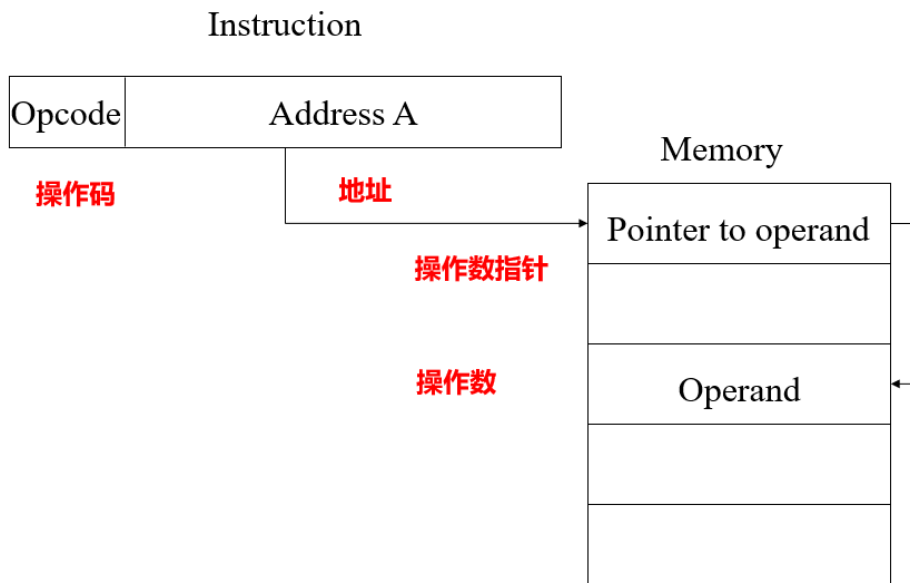 Instruction
Opcode
Address A
操作码
地址
Memory
Pointer to operand
操作数指针
操作数
Operand